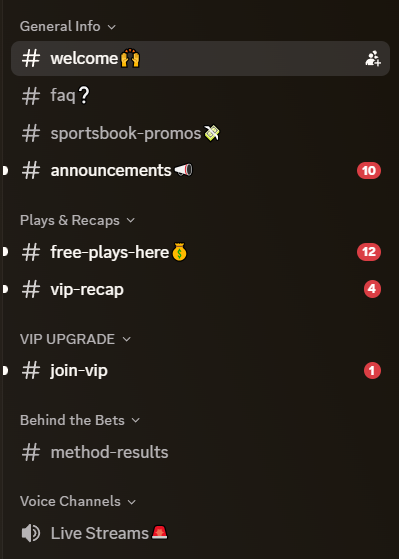 General Info
# welcome🙌
# faq❓
# sportsbook-promos💸
# announcements📣 10
Plays & Recaps
# free-plays-here💰 12
# vip-recap 4
VIP UPGRADE
# join-vip 1
Behind the Bets
# method-results
Voice Channels
Live Streams🚨